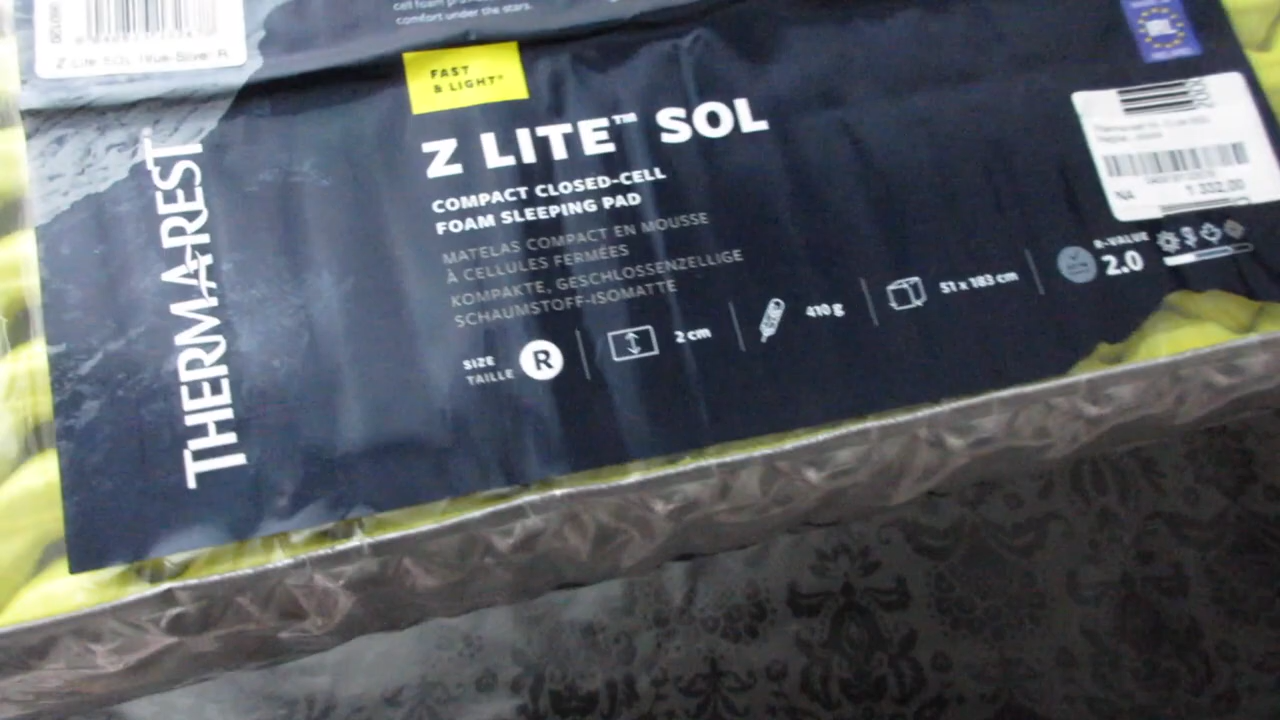 comfort under the stars.
FAST
& LIGHT®
Z LITE™ SOL
COMPACT CLOSED-CELL
FOAM SLEEPING PAD
MATELAS COMPACT EN MOUSSE
À CELLULES FERMÉES
KOMPAKTE, GESCHLOSSENZELLIGE
SCHAUMSTOFF-ISOMATTE
SIZE
TAILLE
R
2 cm
410 g
51 x 183 cm
R-VALUE
2.0
THERMAREST
NA
1 332,00